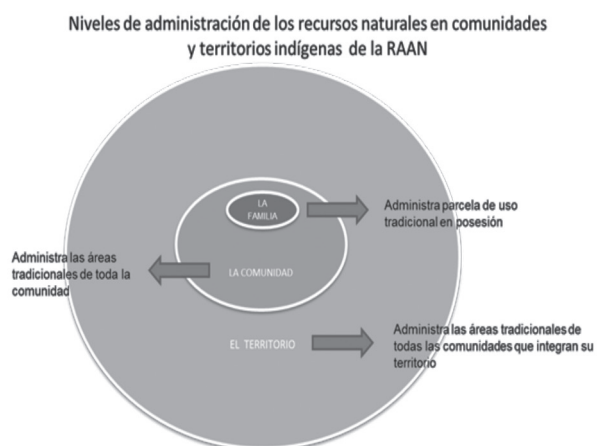 Niveles de administración de los recursos naturales en comunidades
y territorios indígenas de la RAAN
LA
FAMILIA
Administra parcela de uso
tradicional en posesión
Administra las áreas
tradicionales de toda la
comunidad
LA COMUNIDAD
EL TERRITORIO
Administra las áreas tradicionales de
todas las comunidades que integran su
territorio